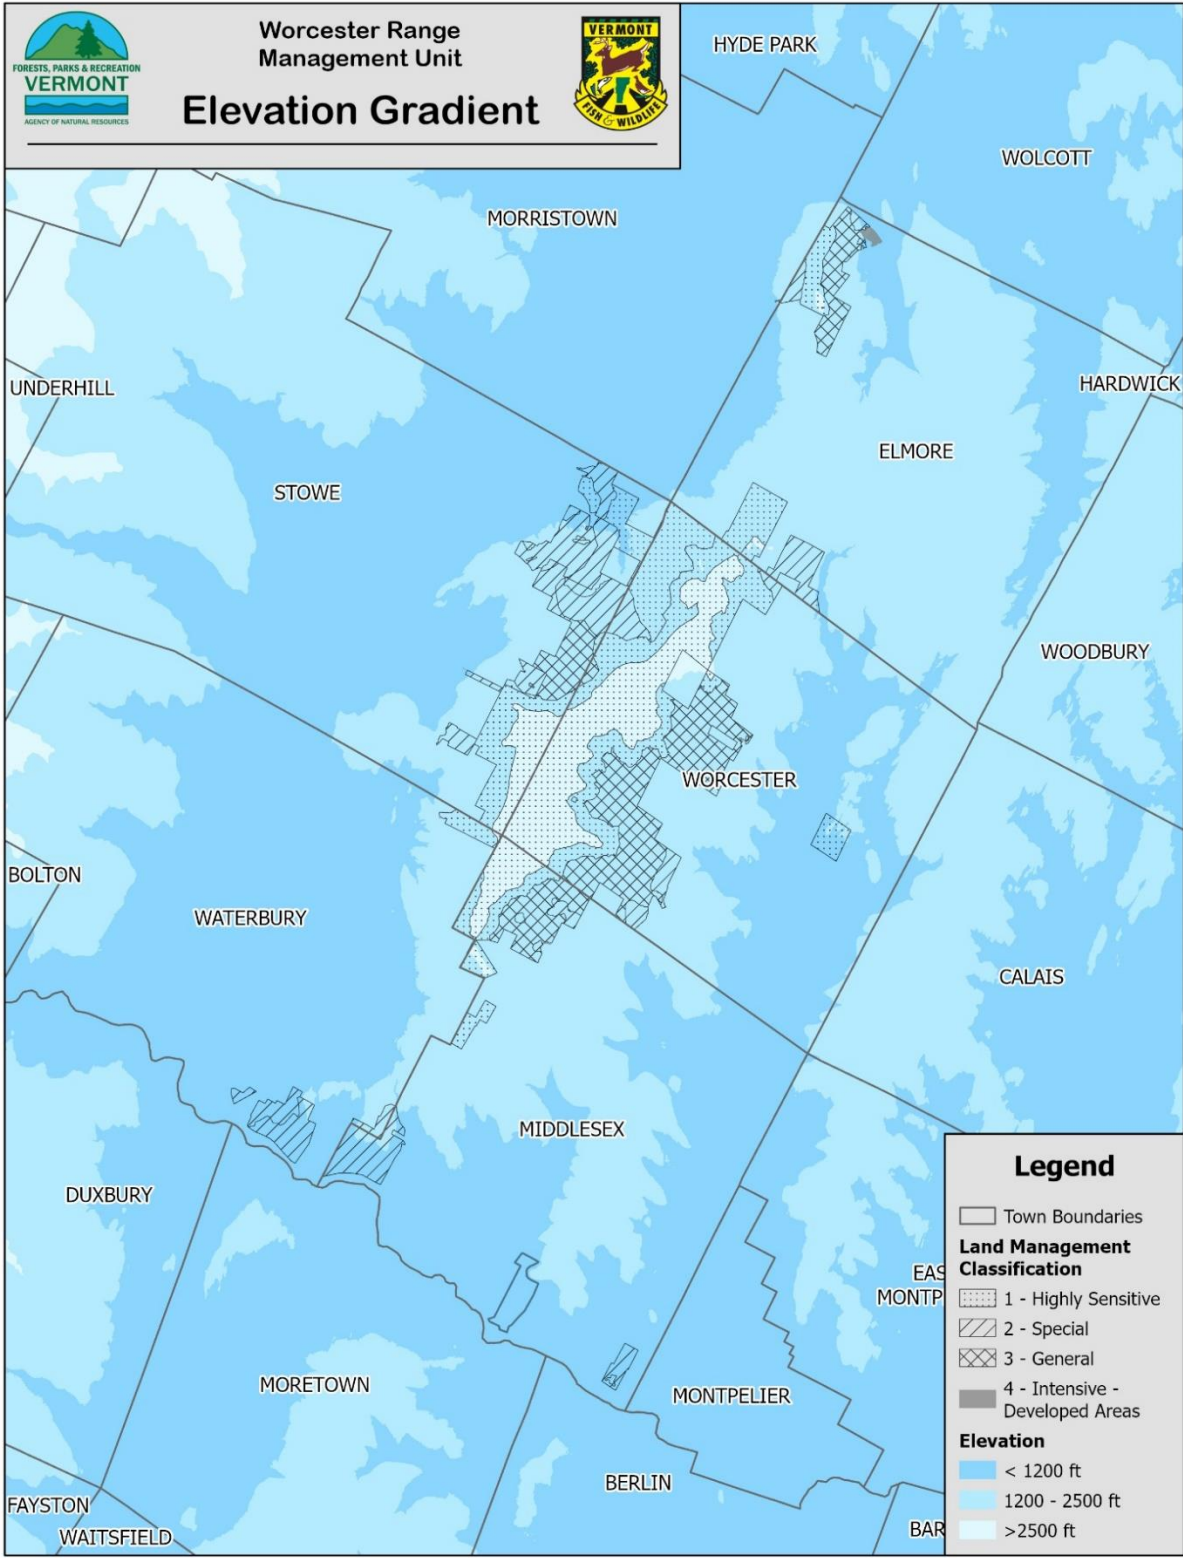 FORESTS, PARKS & RECREATION
VERMONT
AGENCY OF NATURAL RESOURCES
Worcester Range
Management Unit
Elevation Gradient
VERMONT
FISH & WILDLIFE
HYDE PARK
WOLCOTT
MORRISTOWN
UNDERHILL
HARDWICK
ELMORE
STOWE
WOODBURY
WORCESTER
BOLTON
WATERBURY
CALAIS
MIDDLESEX
DUXBURY
EAS
MONTP
MORETOWN
MONTPELIER
BERLIN
FAYSTON
WAITSFIELD
BAR
Legend
Town Boundaries
Land Management
Classification
1 - Highly Sensitive
2 - Special
3 - General
4 - Intensive -
Developed Areas
Elevation
< 1200 ft
1200 - 2500 ft
>2500 ft